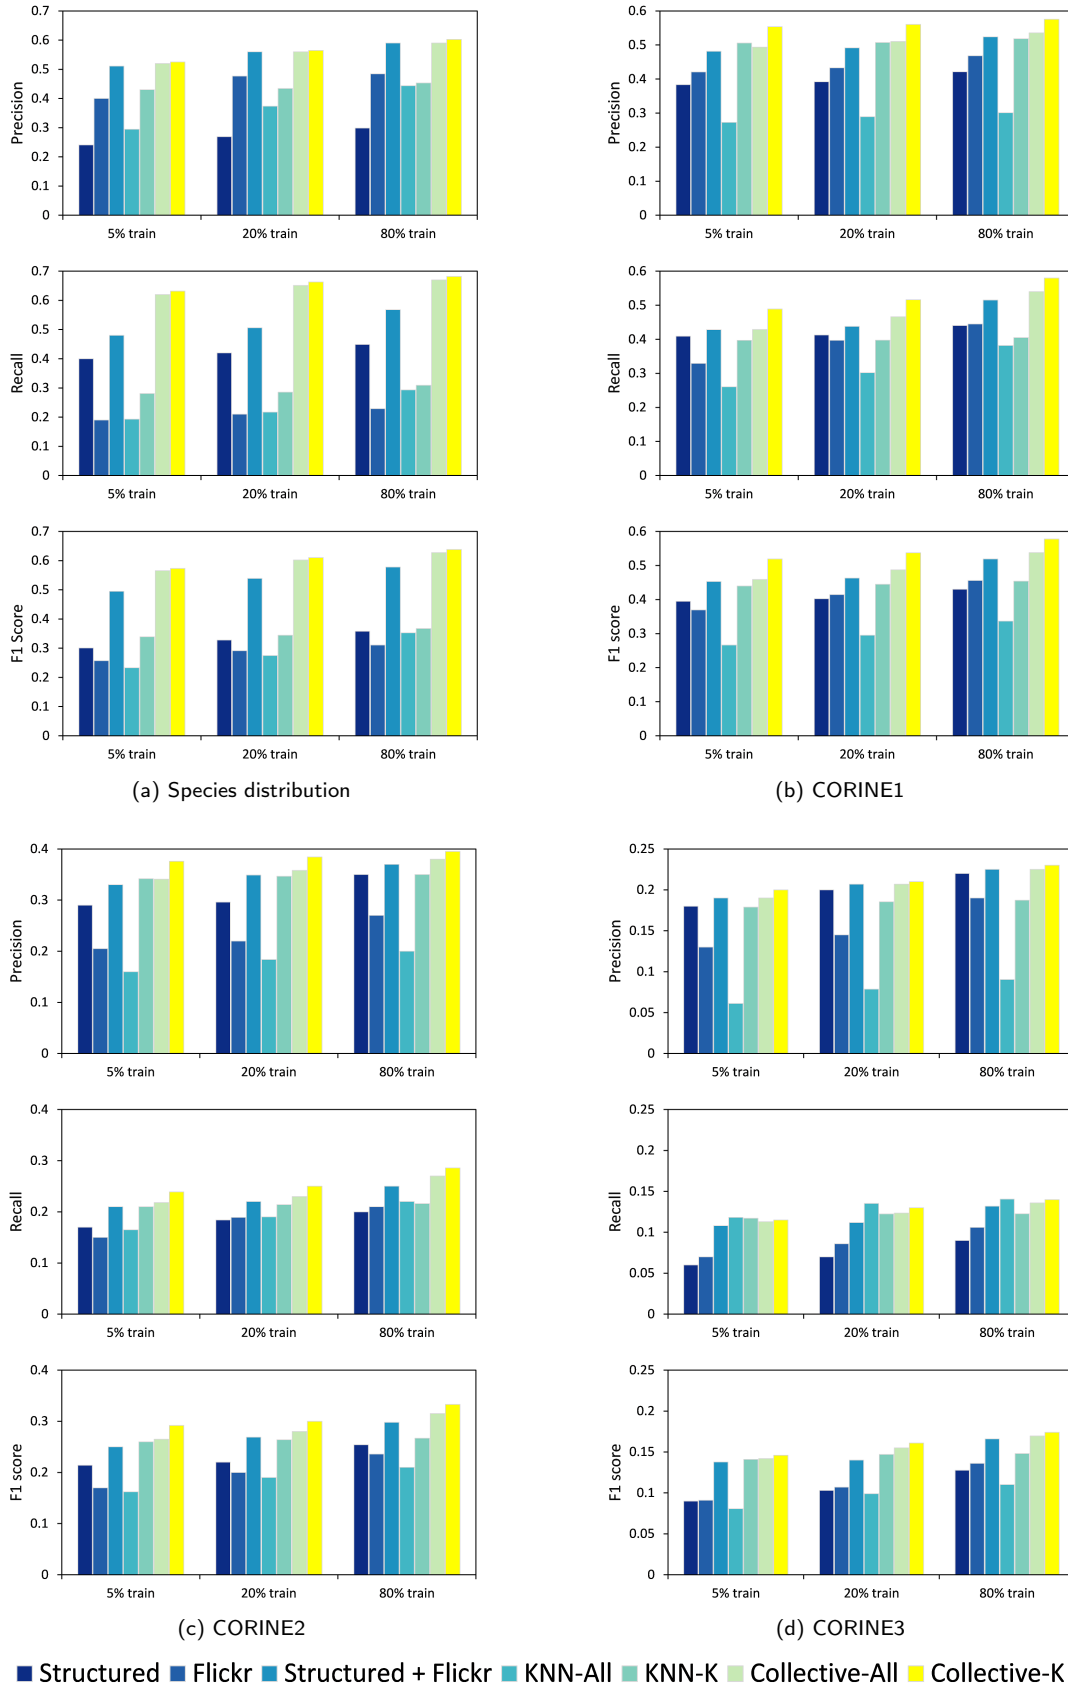 0.7
0.6
0.5
0.4
0.3
0.2
0.1
0
Precision
5% train 20% train 80% train
0.6
0.5
0.4
0.3
0.2
0.1
0
Precision
5% train 20% train 80% train
0.7
0.6
0.5
0.4
0.3
0.2
0.1
0
Recall
5% train 20% train 80% train
0.6
0.5
0.4
0.3
0.2
0.1
0
Recall
5% train 20% train 80% train
0.7
0.6
0.5
0.4
0.3
0.2
0.1
0
F1 Score
5% train 20% train 80% train
(a) Species distribution
0.6
0.5
0.4
0.3
0.2
0.1
0
F1 score
5% train 20% train 80% train
(b) CORINE1
0.4
0.3
0.2
0.1
0
Precision
5% train 20% train 80% train
0.25
0.2
0.15
0.1
0.05
0
Precision
5% train 20% train 80% train
0.4
0.3
0.2
0.1
0
Recall
5% train 20% train 80% train
0.25
0.2
0.15
0.1
0.05
0
Recall
5% train 20% train 80% train
0.4
0.3
0.2
0.1
0
F1 score
5% train 20% train 80% train
(c) CORINE2
0.25
0.2
0.15
0.1
0.05
0
F1 score
5% train 20% train 80% train
(d) CORINE3
Structured Flickr Structured + Flickr KNN-All KNN-K Collective-All Collective-K